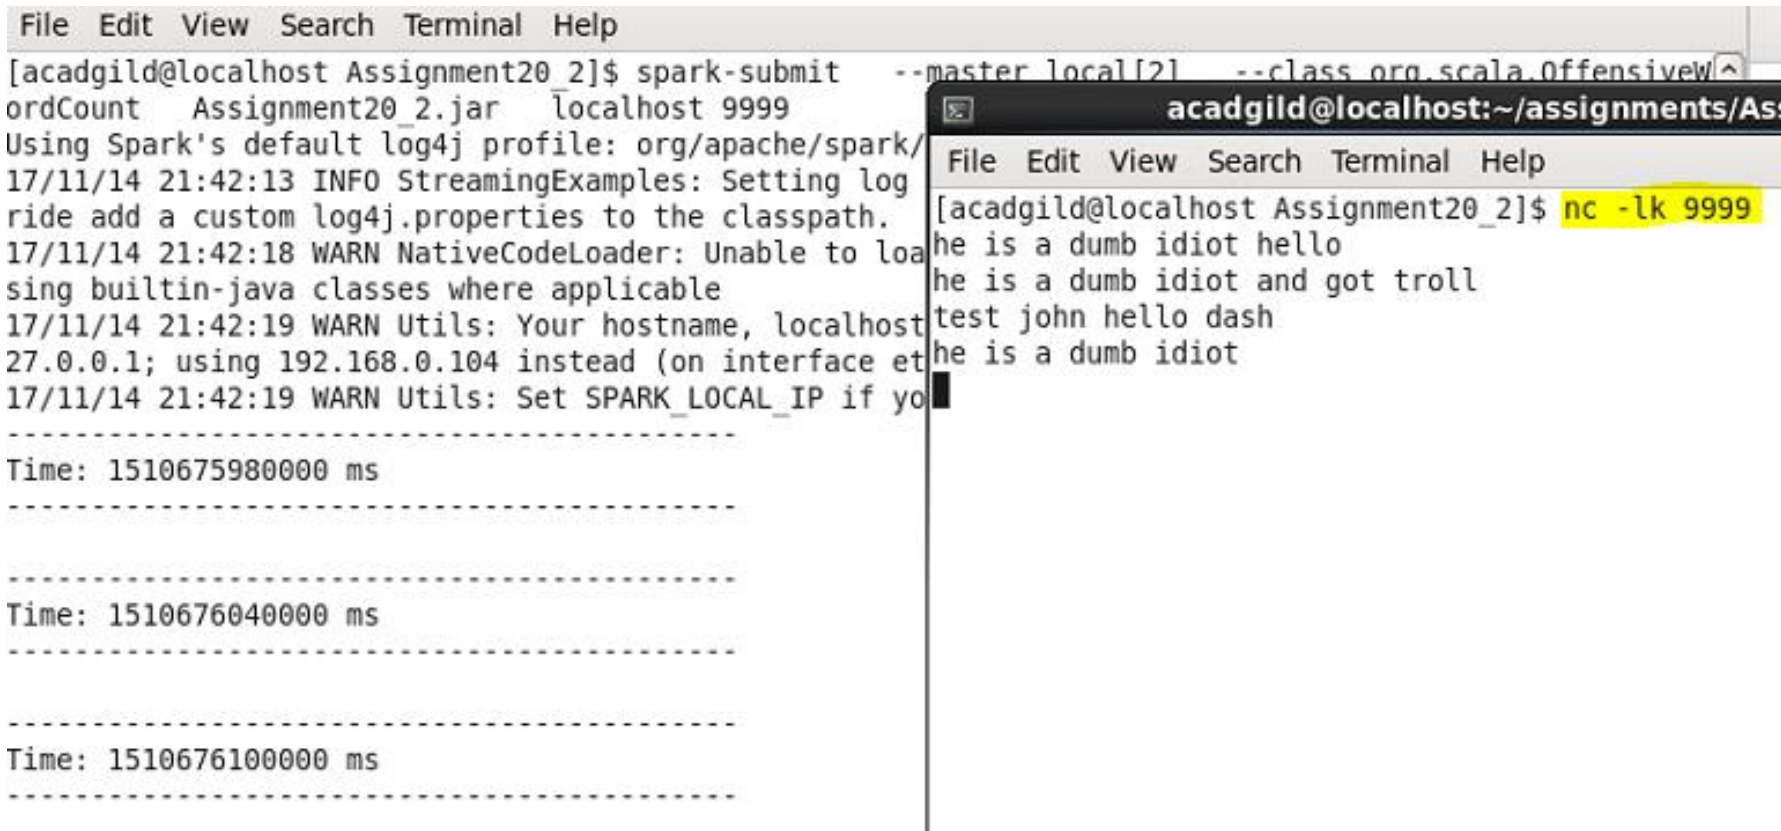 File Edit View Search Terminal Help
[acadgild@localhost Assignment20_2]$ spark-submit   --master local[2]   --class org.scala.OffensiveW
ordCount   Assignment20_2.jar   localhost 9999
Using Spark's default log4j profile: org/apache/spark/
17/11/14 21:42:13 INFO StreamingExamples: Setting log
ride add a custom log4j.properties to the classpath.
17/11/14 21:42:18 WARN NativeCodeLoader: Unable to loa
sing builtin-java classes where applicable
17/11/14 21:42:19 WARN Utils: Your hostname, localhost
27.0.0.1; using 192.168.0.104 instead (on interface et
17/11/14 21:42:19 WARN Utils: Set SPARK_LOCAL_IP if yo
-------------------------------------------
Time: 1510675980000 ms
-------------------------------------------
-------------------------------------------
Time: 1510676040000 ms
-------------------------------------------
-------------------------------------------
Time: 1510676100000 ms
-------------------------------------------
acadgild@localhost:~/assignments/Ass
File Edit View Search Terminal Help
[acadgild@localhost Assignment20_2]$ nc -lk 9999
he is a dumb idiot hello
he is a dumb idiot and got troll
test john hello dash
he is a dumb idiot